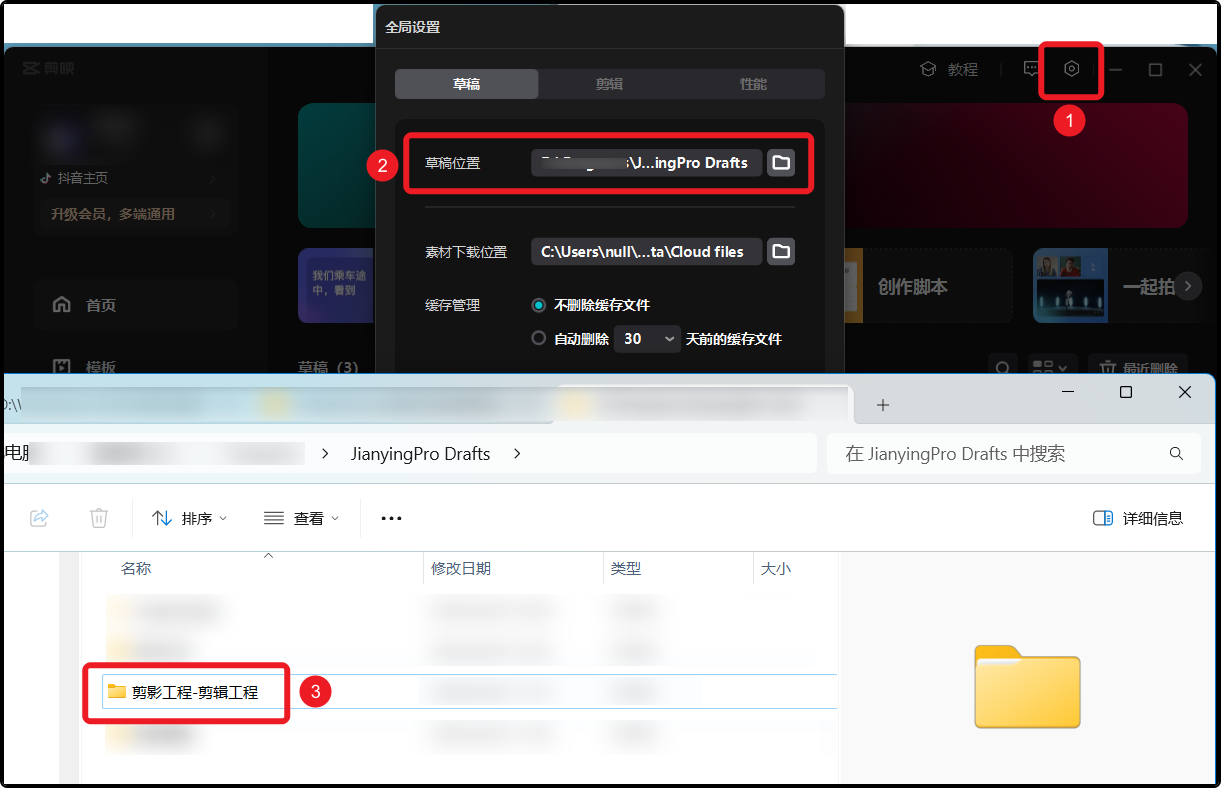 全局设置
剪映
教程
1
草稿
剪辑
性能
2
草稿位置
\J...ingPro Drafts
抖音主页
升级会员，多端通用
素材下载位置
C:\Users\null\...ta\Cloud files
我们乘车途
中，看到
创作脚本
一起拍
首页
缓存管理
不删除缓存文件
自动删除
30
天前的缓存文件
模板
草稿（3）
最近删除
JianyingPro Drafts
在 JianyingPro Drafts 中搜索
排序
查看
详细信息
名称
修改日期
类型
大小
剪影工程-剪辑工程
3